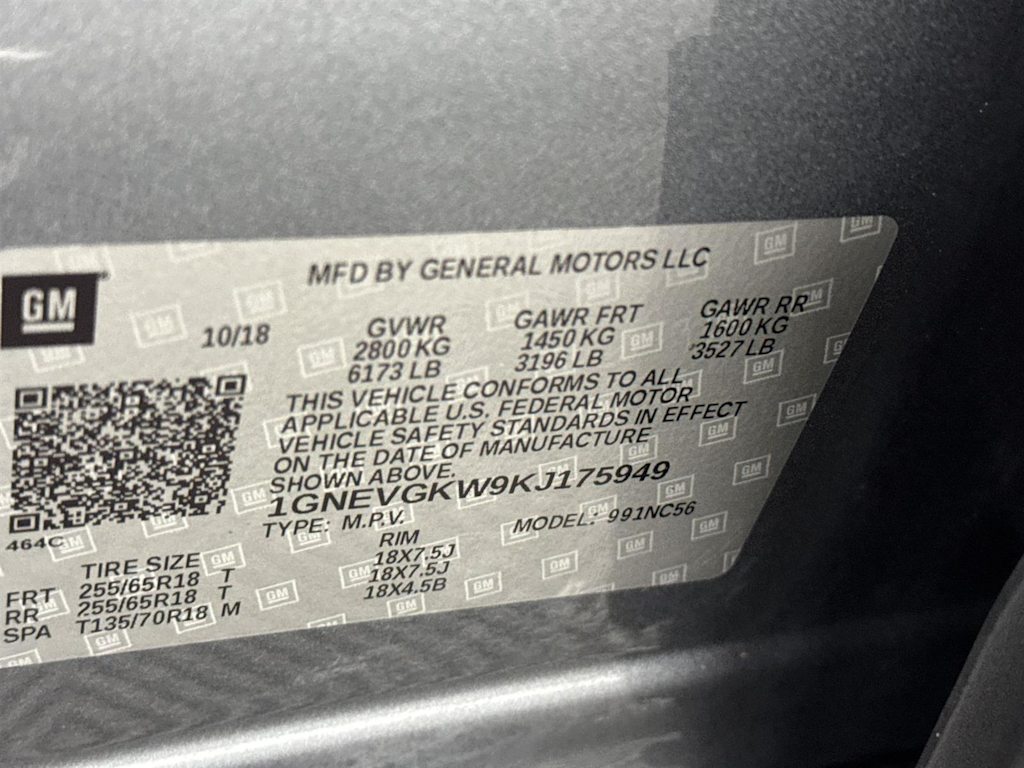 GM
MFD BY GENERAL MOTORS LLC
10/18
GVWR GAWR FRT GAWR RR
2800 KG 1450 KG 1600 KG
6173 LB 3196 LB 3527 LB
THIS VEHICLE CONFORMS TO ALL
APPLICABLE U.S. FEDERAL MOTOR
VEHICLE SAFETY STANDARDS IN EFFECT
ON THE DATE OF MANUFACTURE
SHOWN ABOVE.
1GNEVGKW9KJ175949
TYPE: M.P.V. MODEL: 991NC56
464C
TIRE SIZE RIM
FRT 255/65R18 T 18X7.5J
RR 255/65R18 T 18X7.5J
SPA T135/70R18 M 18X4.5B